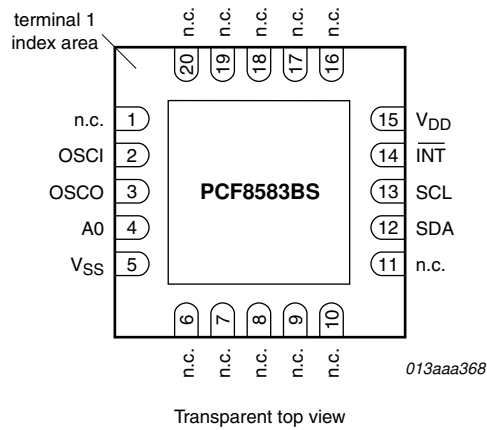 terminal 1
index area
n.c. n.c. n.c. n.c. n.c.
20 19 18 17 16
n.c. 1 15 VDD
OSCI 2 14 INT
OSCO 3 PCF8583BS 13 SCL
A0 4 12 SDA
VSS 5 11 n.c.
6 7 8 9 10
n.c. n.c. n.c. n.c. n.c.
013aaa368
Transparent top view